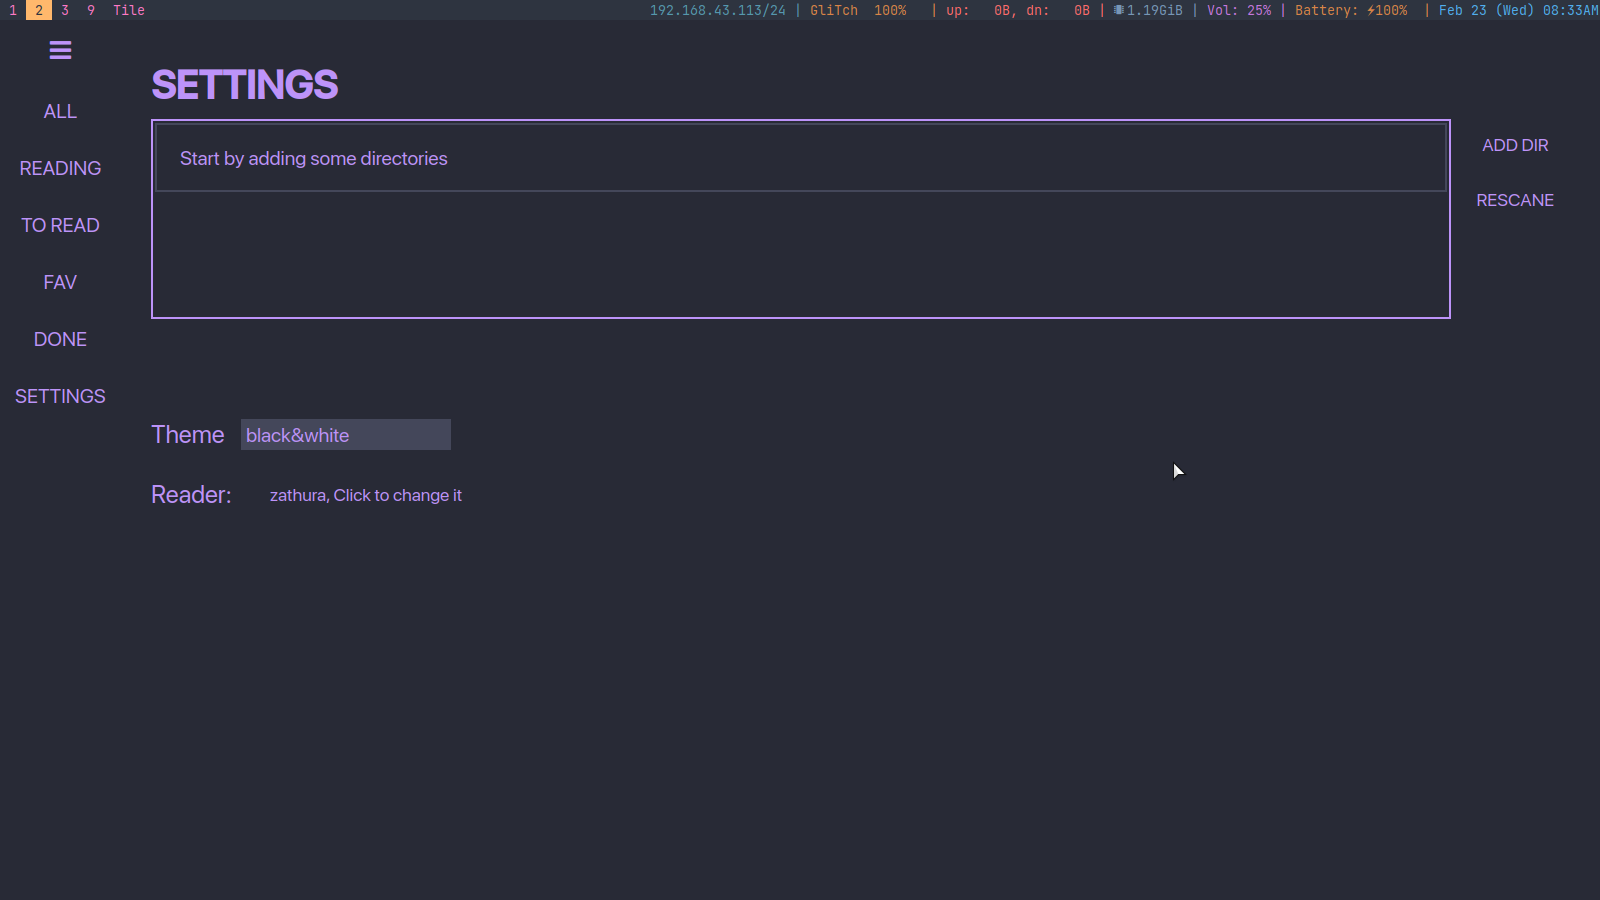 1 2 3 9 Tile 192.168.43.113/24 | GliTch 100% | up: 0B, dn: 0B | 1.19GiB | Vol: 25% | Battery: ⚡100% | Feb 23 (Wed) 08:33AM
SETTINGS
ALL
READING
TO READ
FAV
DONE
SETTINGS
Start by adding some directories
ADD DIR
RESCANE
Theme black&white
Reader: zathura, Click to change it